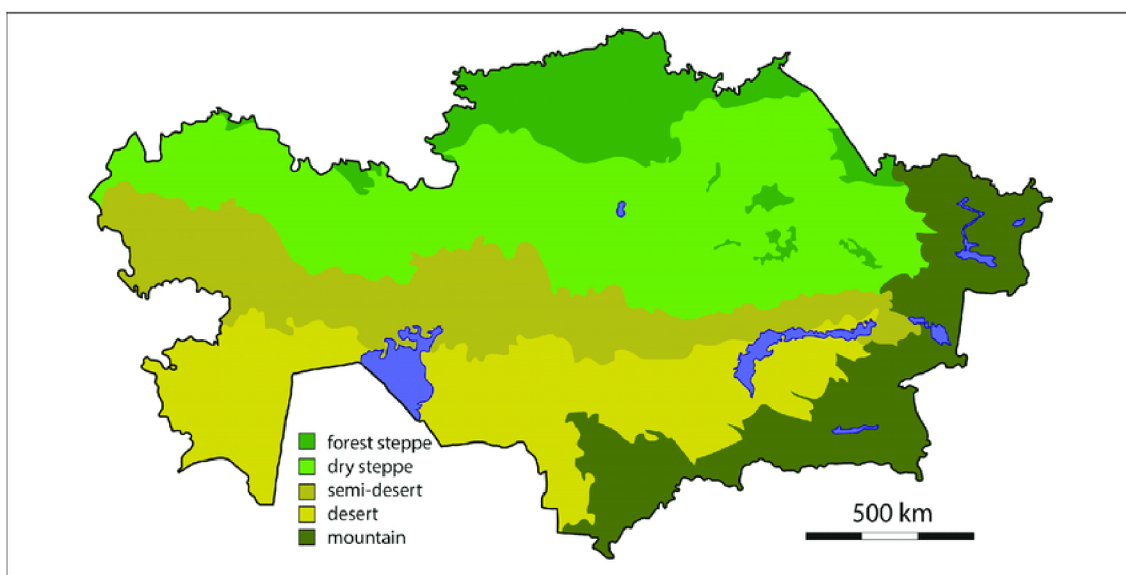 forest steppe
dry steppe
semi-desert
desert
mountain
500 km